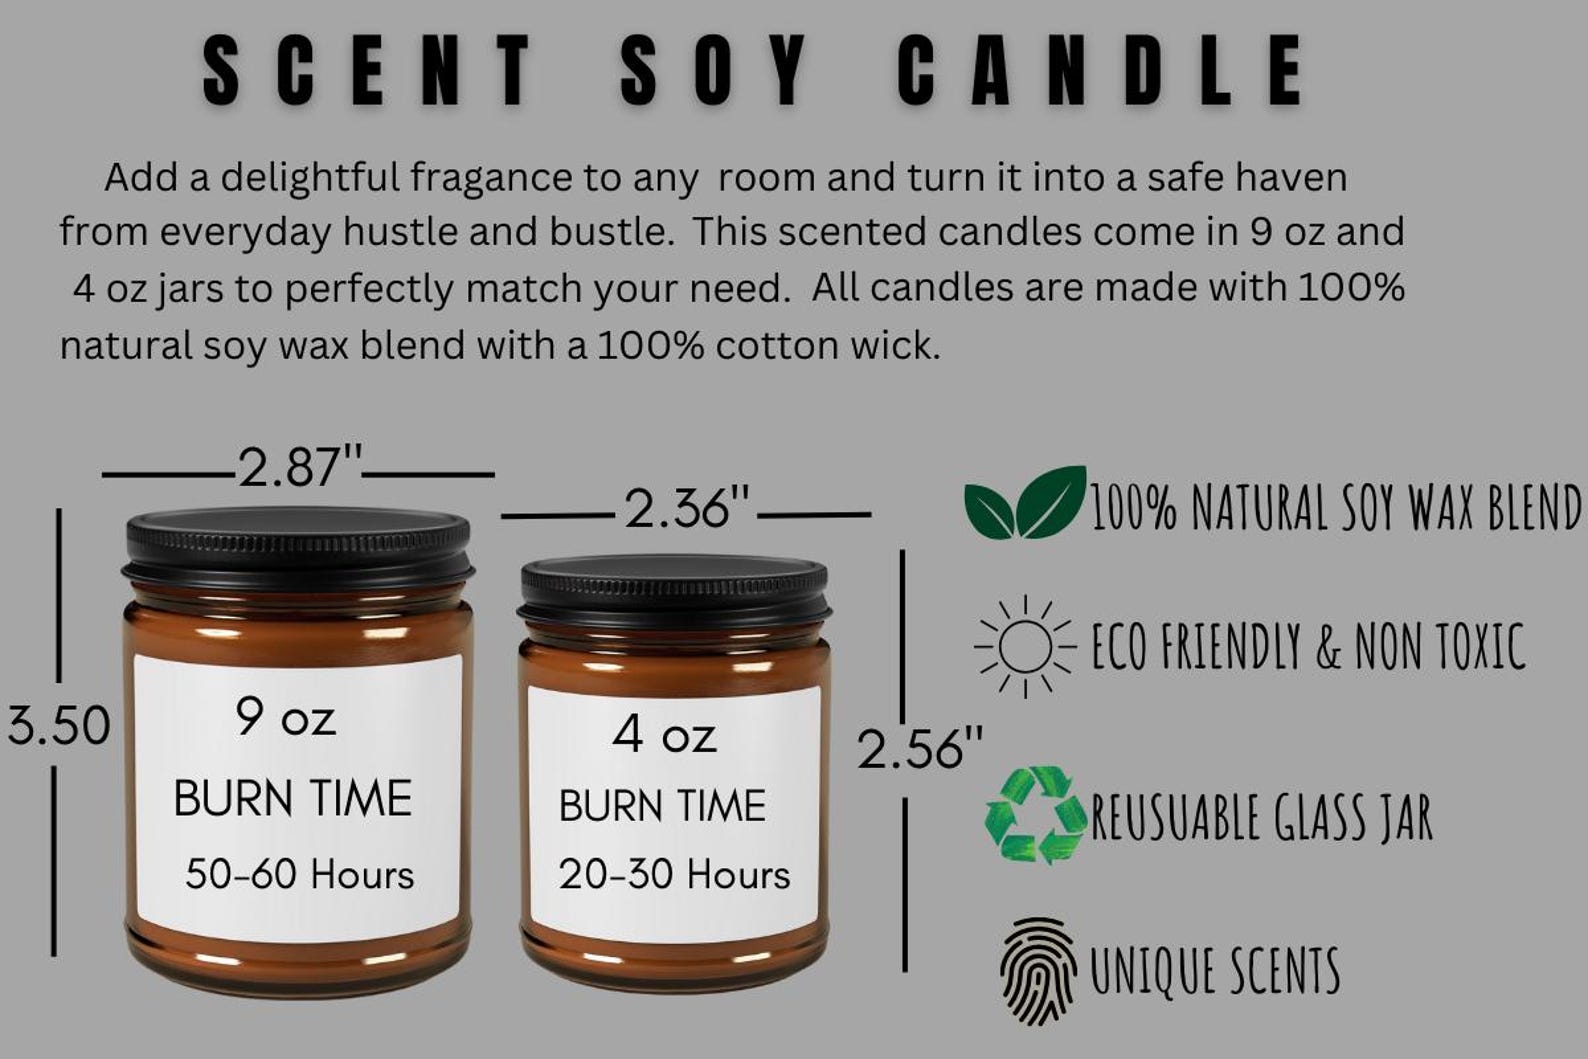 SCENT SOY CANDLE
Add a delightful fragance to any room and turn it into a safe haven
from everyday hustle and bustle. This scented candles come in 9 oz and
4 oz jars to perfectly match your need. All candles are made with 100%
natural soy wax blend with a 100% cotton wick.
2.87"
2.36"
3.50
9 oz
BURN TIME
50-60 Hours
4 oz
BURN TIME
20-30 Hours
2.56"
100% NATURAL SOY WAX BLEND
ECO FRIENDLY & NON TOXIC
REUSUABLE GLASS JAR
UNIQUE SCENTS